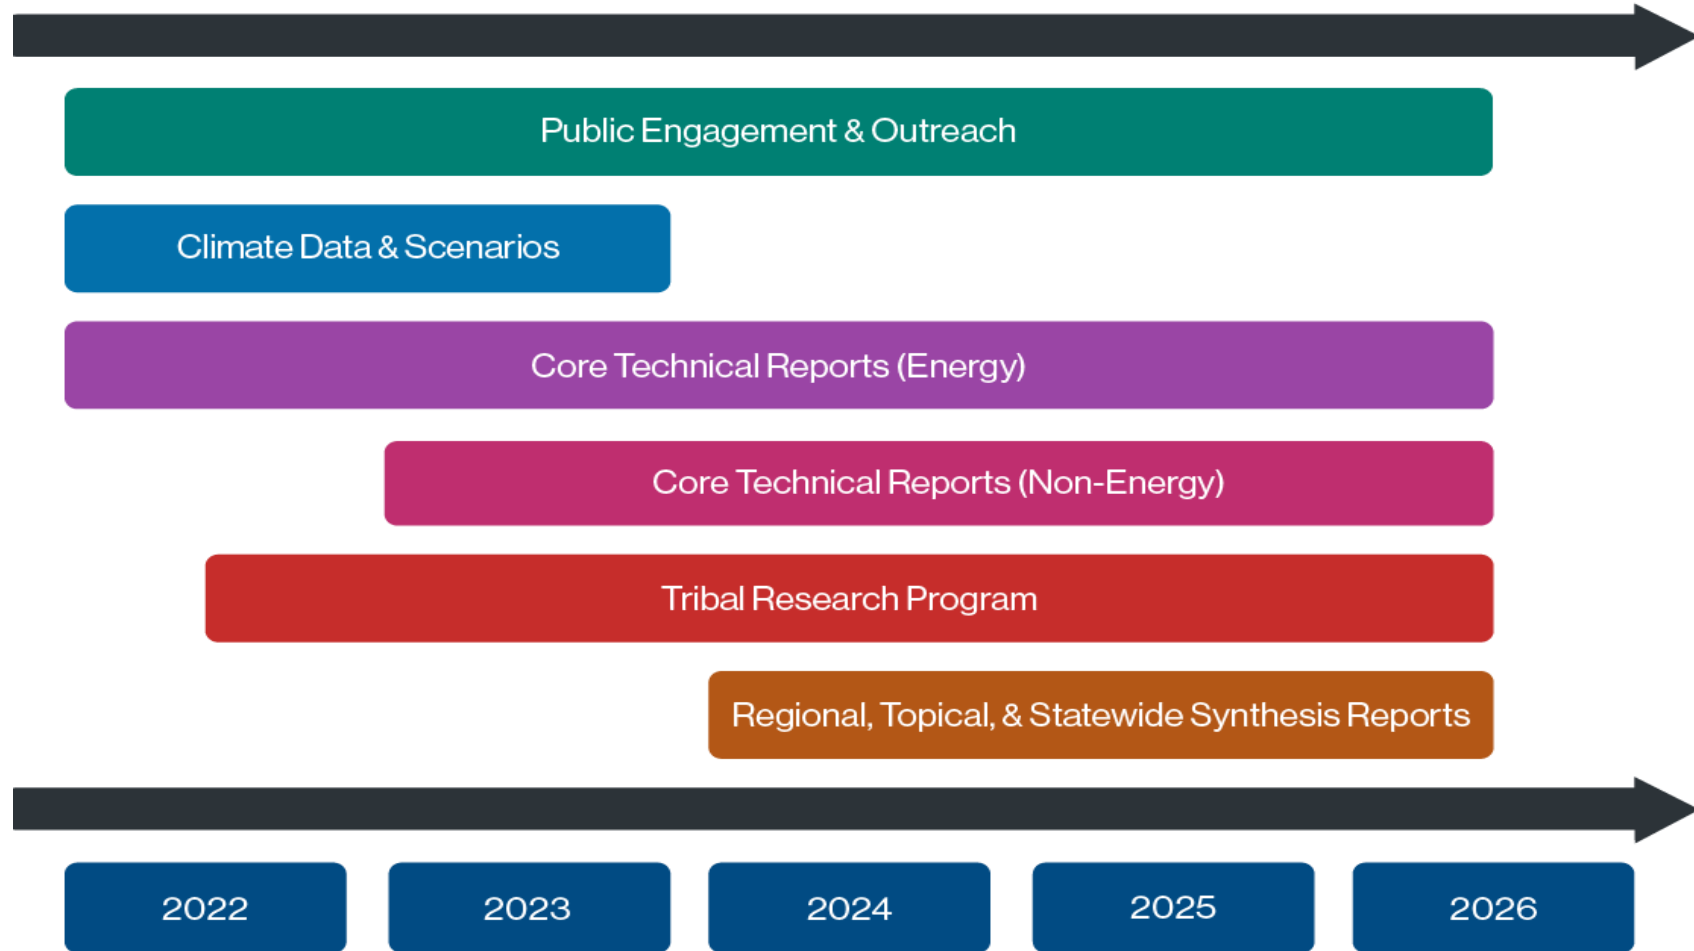 Public Engagement & Outreach
Climate Data & Scenarios
Core Technical Reports (Energy)
Core Technical Reports (Non-Energy)
Tribal Research Program
Regional, Topical, & Statewide Synthesis Reports
2022
2023
2024
2025
2026